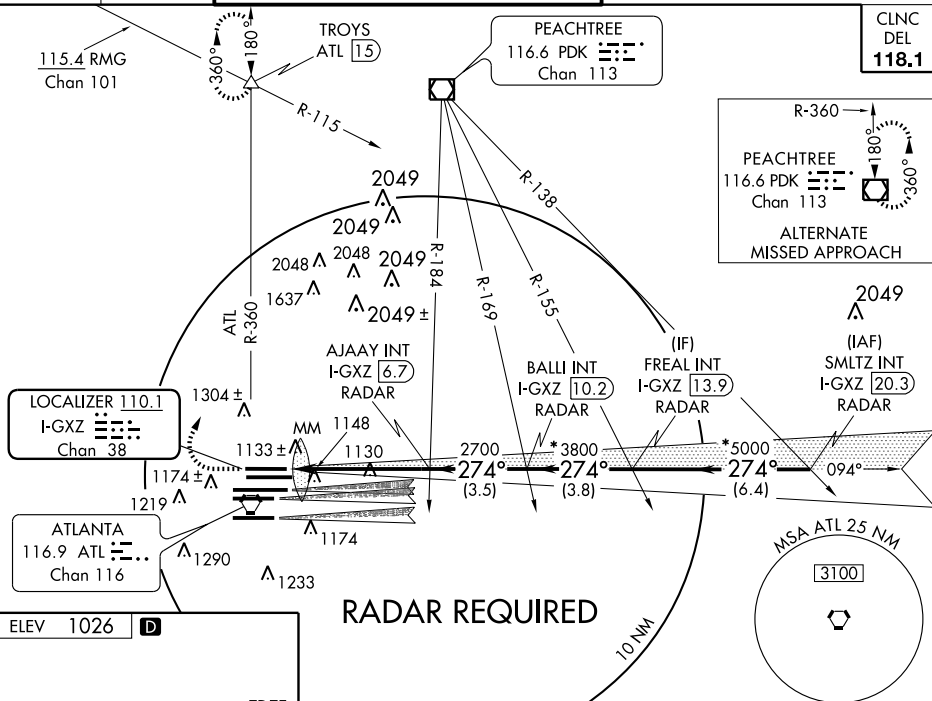 TROYS
ATL 15
115.4 RMG
Chan 101
360°
180°
R-115
PEACHTREE
116.6 PDK
Chan 113
CLNC
DEL
118.1
R-360
180°
360°
PEACHTREE
116.6 PDK
Chan 113
ALTERNATE
MISSED APPROACH
R-138
R-184
R-169
R-155
2049
2049
2048
2048
2049
1637
2049 ±
2049
ATL
R-360
AJAAY INT
I-GXZ 6.7
RADAR
BALLI INT
I-GXZ 10.2
RADAR
(IF)
FREAL INT
I-GXZ 13.9
RADAR
(IAF)
SMLTZ INT
I-GXZ 20.3
RADAR
LOCALIZER 110.1
I-GXZ
Chan 38
1304 ±
MM
1148
1133 ±
1130
1174 ±
1219
2700
274°
(3.5)
*3800
274°
(3.8)
*5000
274°
(6.4)
094°
ATLANTA
116.9 ATL
Chan 116
1174
1290
1233
MSA ATL 25 NM
3100
RADAR REQUIRED
10 NM
ELEV 1026 D